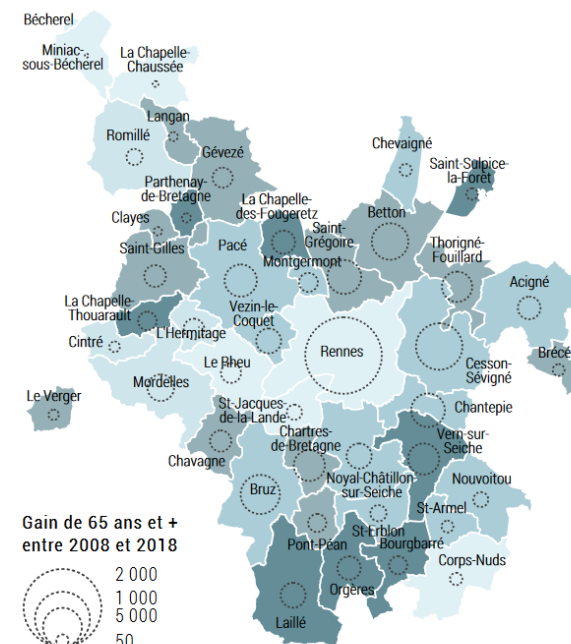 Bécherel
Miniac-
sous-Bécherel
La Chapelle-
Chaussée
Langan
Romillé
Gévezé
Chevaigné
Saint-Sulpice-
la-Forêt
Parthenay-
de-Bretagne
La Chapelle-
des-Fougeretz
Betton
Clayes
Saint-Grégoire
Saint-Gilles
Pacé
Montgermont
Thorigné-
Fouillard
Acigné
La Chapelle-
Thouarault
Vezin-le-
Coquet
L'Hermitage
Cintré
Rennes
Brécé
Le Rheu
Cesson-
Sévigné
Mordelles
Le Verger
St-Jacques-
de-la-Lande
Chantepie
Chartres-
de-Bretagne
Vern-sur-
Seiche
Chavagne
Noyal-Châtillon
sur-Seiche
Nouvoitou
Bruz
St-Armel
St-Erblon
Pont-Péan
Bourgbarré
Corps-Nuds
Orgères
Laillé
Gain de 65 ans et +
entre 2008 et 2018
2 000
1 000
5 000
50